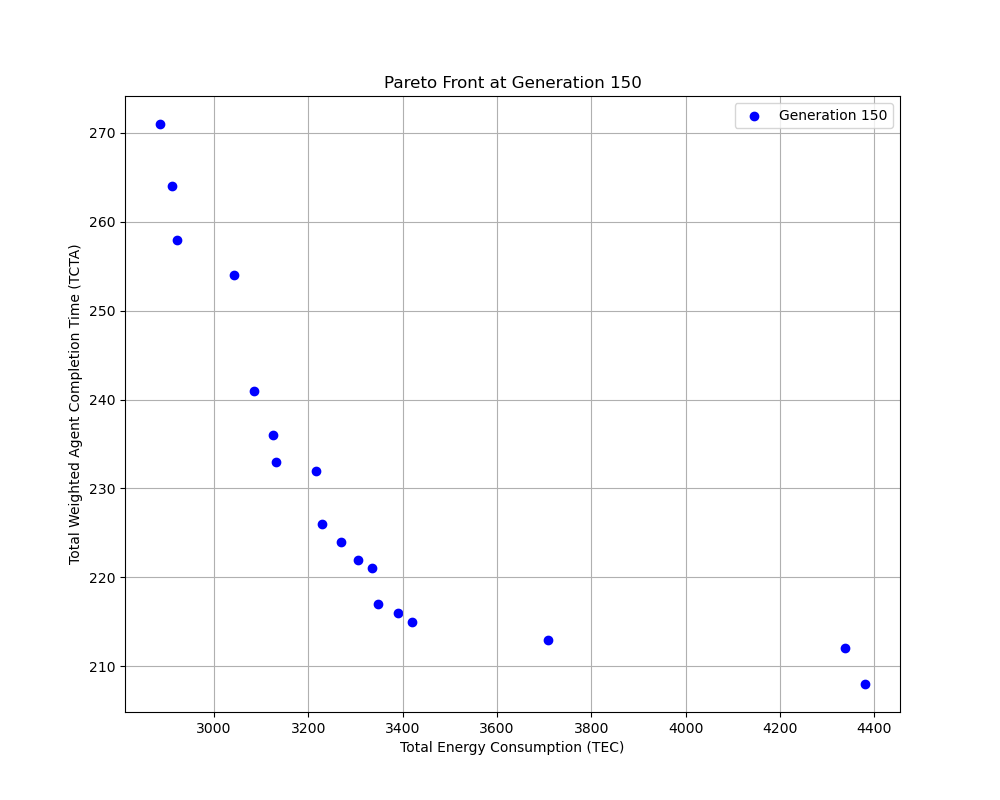 Pareto Front at Generation 150
Generation 150
Total Weighted Agent Completion Time (TCTA)
270
260
250
240
230
220
210
3000 3200 3400 3600 3800 4000 4200 4400
Total Energy Consumption (TEC)